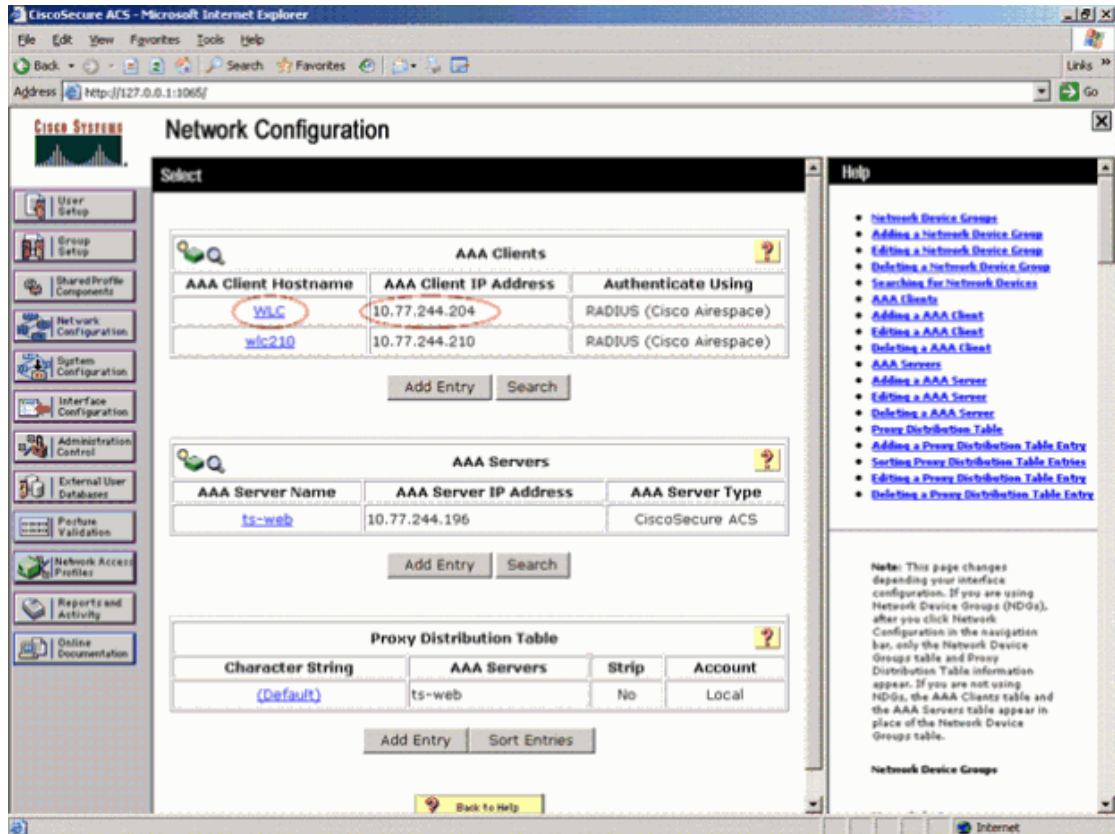 CiscoSecure ACS - Microsoft Internet Explorer
File Edit View Favorites Tools Help
Back Search Favorites Links »
Address http://127.0.0.1:1065/ Go
CISCO SYSTEMS
Network Configuration
User Setup
Group Setup
Shared Profile Components
Network Configuration
System Configuration
Interface Configuration
Administration Control
External User Databases
Posture Validation
Network Access Profiles
Reports and Activity
Online Documentation
Select
AAA Clients
AAA Client Hostname AAA Client IP Address Authenticate Using
WLC 10.77.244.204 RADIUS (Cisco Airespace)
wlc210 10.77.244.210 RADIUS (Cisco Airespace)
Add Entry Search
AAA Servers
AAA Server Name AAA Server IP Address AAA Server Type
ts-web 10.77.244.196 CiscoSecure ACS
Add Entry Search
Proxy Distribution Table
Character String AAA Servers Strip Account
(Default) ts-web No Local
Add Entry Sort Entries
Back to Help
Help
Network Device Groups
Adding a Network Device Group
Editing a Network Device Group
Deleting a Network Device Group
Searching for Network Devices
AAA Clients
Adding a AAA Client
Editing a AAA Client
Deleting a AAA Client
AAA Servers
Adding a AAA Server
Editing a AAA Server
Deleting a AAA Server
Proxy Distribution Table
Adding a Proxy Distribution Table Entry
Sorting Proxy Distribution Table Entries
Editing a Proxy Distribution Table Entry
Deleting a Proxy Distribution Table Entry
Note: This page changes
depending your interface
configuration. If you are using
Network Device Groups (NDGs),
after you click Network
Configuration in the navigation
bar, only the Network Device
Groups table and Proxy
Distribution Table information
appear. If you are not using
NDGs, the AAA Clients table and
the AAA Servers table appear in
place of the Network Device
Groups table.
Network Device Groups
Internet